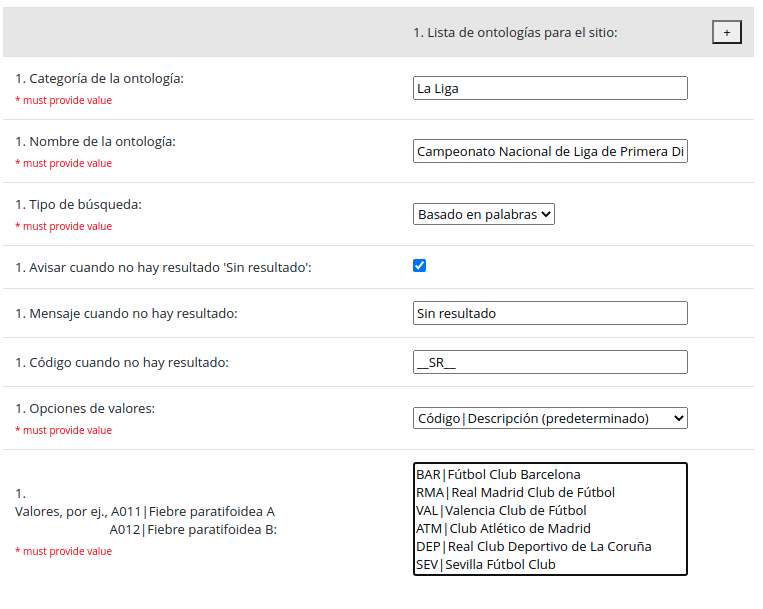 1. Lista de ontologías para el sitio:
+
1. Categoría de la ontología:
* must provide value
La Liga
1. Nombre de la ontología:
* must provide value
Campeonato Nacional de Liga de Primera Di
1. Tipo de búsqueda:
* must provide value
Basado en palabras
1. Avisar cuando no hay resultado 'Sin resultado':
1. Mensaje cuando no hay resultado:
Sin resultado
1. Código cuando no hay resultado:
__SR__
1. Opciones de valores:
* must provide value
Código|Descripción (predeterminado)
1.
Valores, por ej., A011|Fiebre paratifoidea A
A012|Fiebre paratifoidea B:
* must provide value
BAR|Fútbol Club Barcelona
RMA|Real Madrid Club de Fútbol
VAL|Valencia Club de Fútbol
ATM|Club Atlético de Madrid
DEP|Real Club Deportivo de La Coruña
SEV|Sevilla Fútbol Club